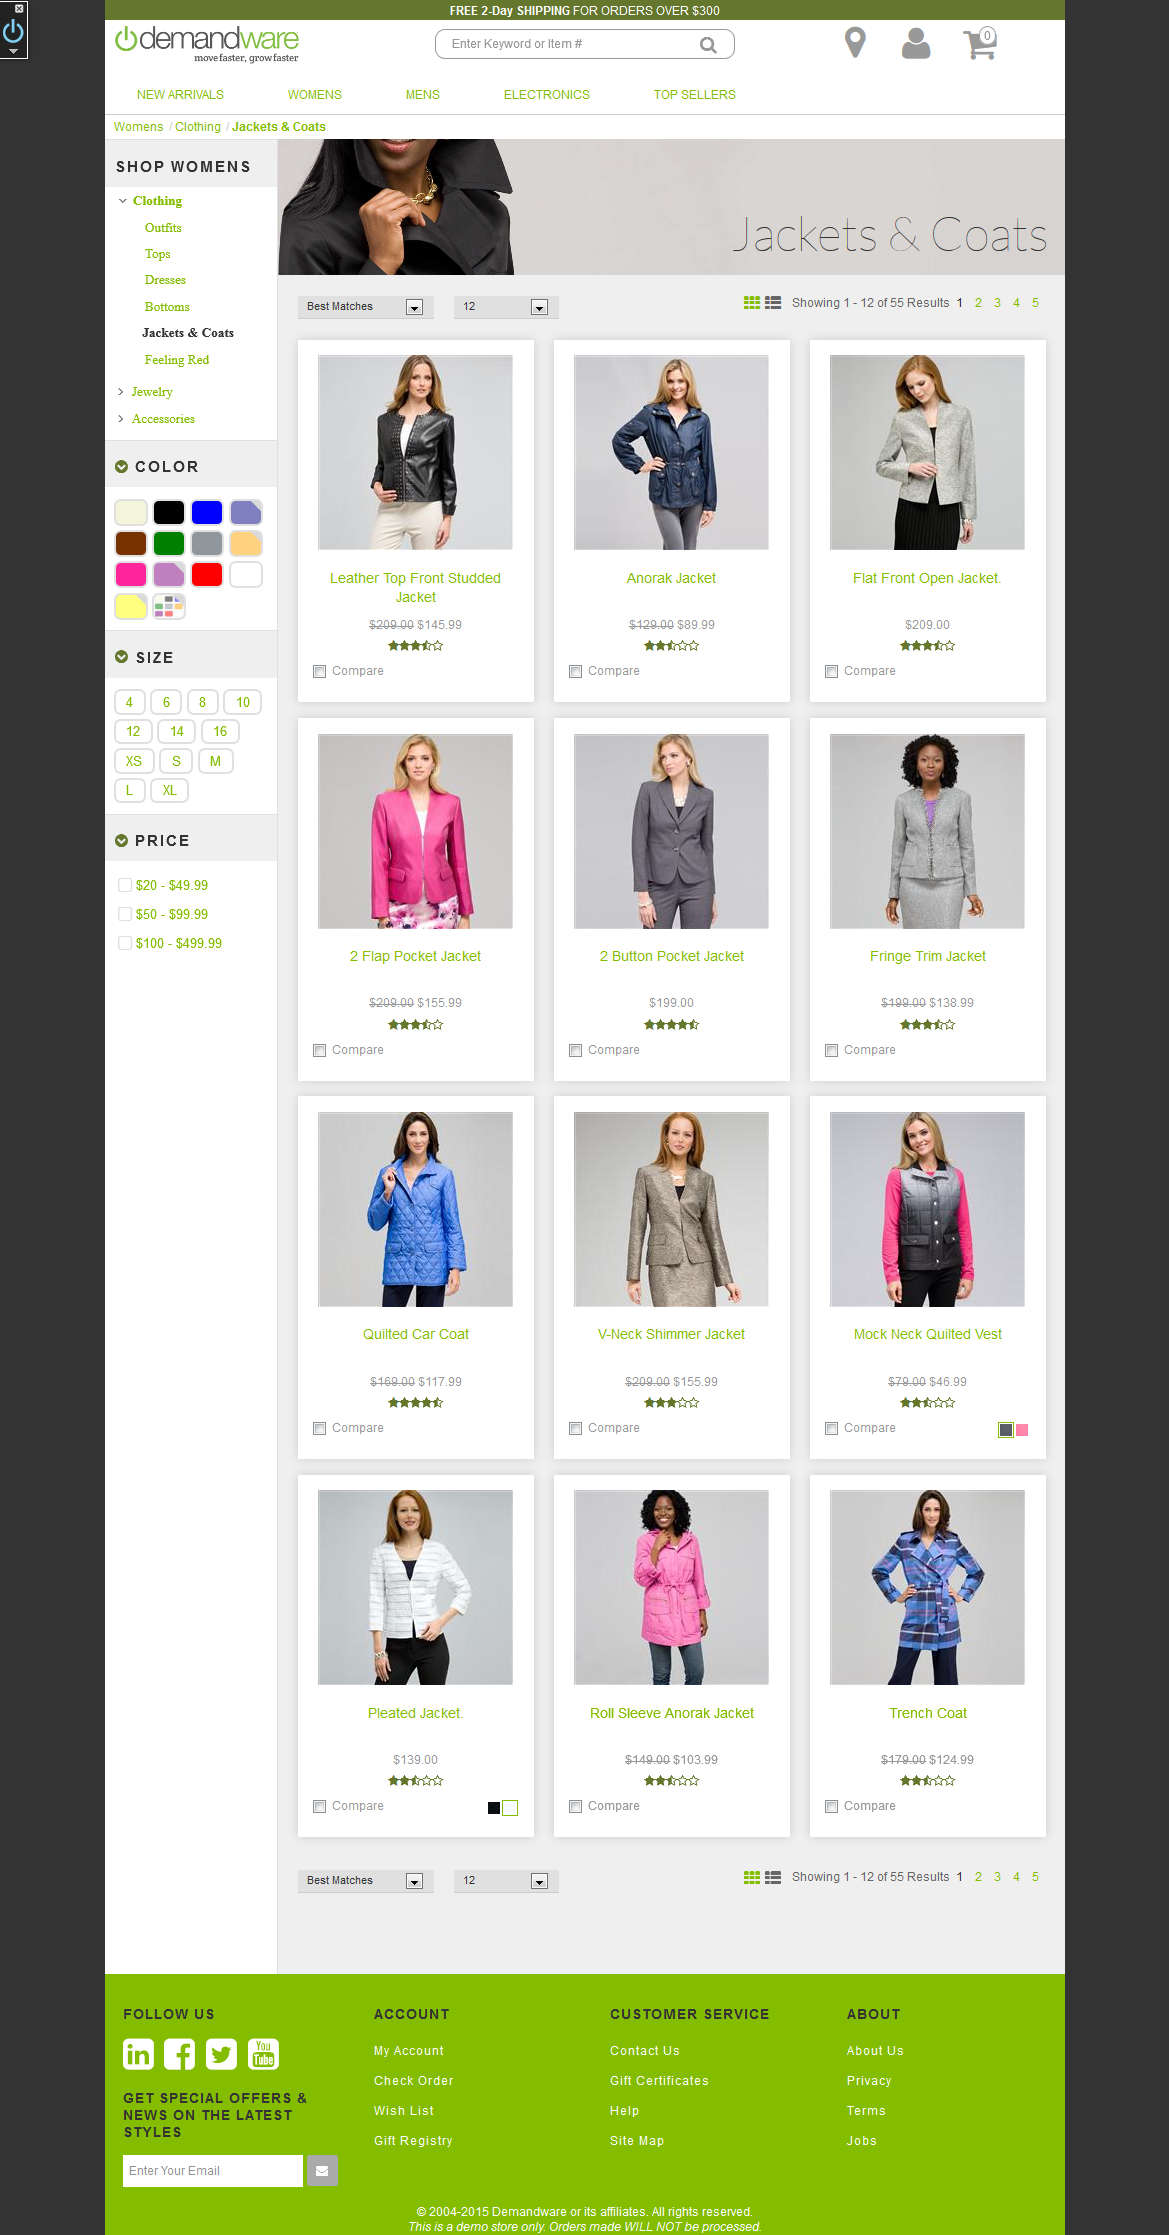 FREE 2-Day SHIPPING FOR ORDERS OVER $300
demandware
move faster, grow faster
Enter Keyword or Item #
0
NEW ARRIVALS WOMENS MENS ELECTRONICS TOP SELLERS
Womens / Clothing / Jackets & Coats
SHOP WOMENS
Clothing
Outfits
Tops
Dresses
Bottoms
Jackets & Coats
Feeling Red
Jewelry
Accessories
COLOR
SIZE
4 6 8 10
12 14 16
XS S M
L XL
PRICE
$20 - $49.99
$50 - $99.99
$100 - $499.99
Jackets & Coats
Best Matches 12 Showing 1 - 12 of 55 Results 1 2 3 4 5
Leather Top Front Studded
Jacket
$209.00 $145.99
Compare
Anorak Jacket
$129.00 $89.99
Compare
Flat Front Open Jacket.
$209.00
Compare
2 Flap Pocket Jacket
$209.00 $155.99
Compare
2 Button Pocket Jacket
$199.00
Compare
Fringe Trim Jacket
$199.00 $138.99
Compare
Quilted Car Coat
$169.00 $117.99
Compare
V-Neck Shimmer Jacket
$209.00 $155.99
Compare
Mock Neck Quilted Vest
$79.00 $46.99
Compare
Pleated Jacket.
$139.00
Compare
Roll Sleeve Anorak Jacket
$149.00 $103.99
Compare
Trench Coat
$179.00 $124.99
Compare
Best Matches 12 Showing 1 - 12 of 55 Results 1 2 3 4 5
FOLLOW US
in f You Tube
GET SPECIAL OFFERS &
NEWS ON THE LATEST
STYLES
Enter Your Email
ACCOUNT
My Account
Check Order
Wish List
Gift Registry
CUSTOMER SERVICE
Contact Us
Gift Certificates
Help
Site Map
ABOUT
About Us
Privacy
Terms
Jobs
© 2004-2015 Demandware or its affiliates. All rights reserved.
This is a demo store only. Orders made WILL NOT be processed.